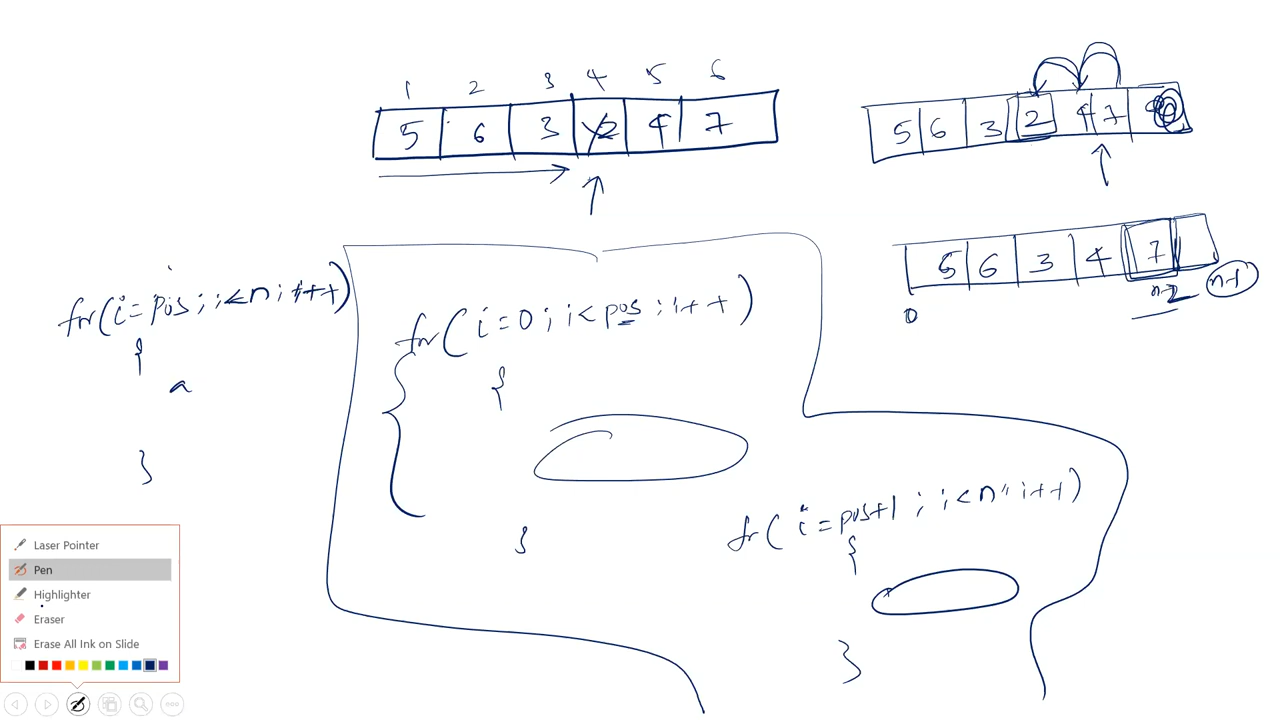 1 2 3 4 5 6
5 6 3 2 4 7
5 6 3 2 4 7
5 6 3 4 7
0 n-2 n-1
for(i=pos; i<n; i++)
{
a
}
for(i=0; i<pos; i++)
{
}
for(i=pos+1; i<n; i++)
{
}
Laser Pointer
Pen
Highlighter
Eraser
Erase All Ink on Slide